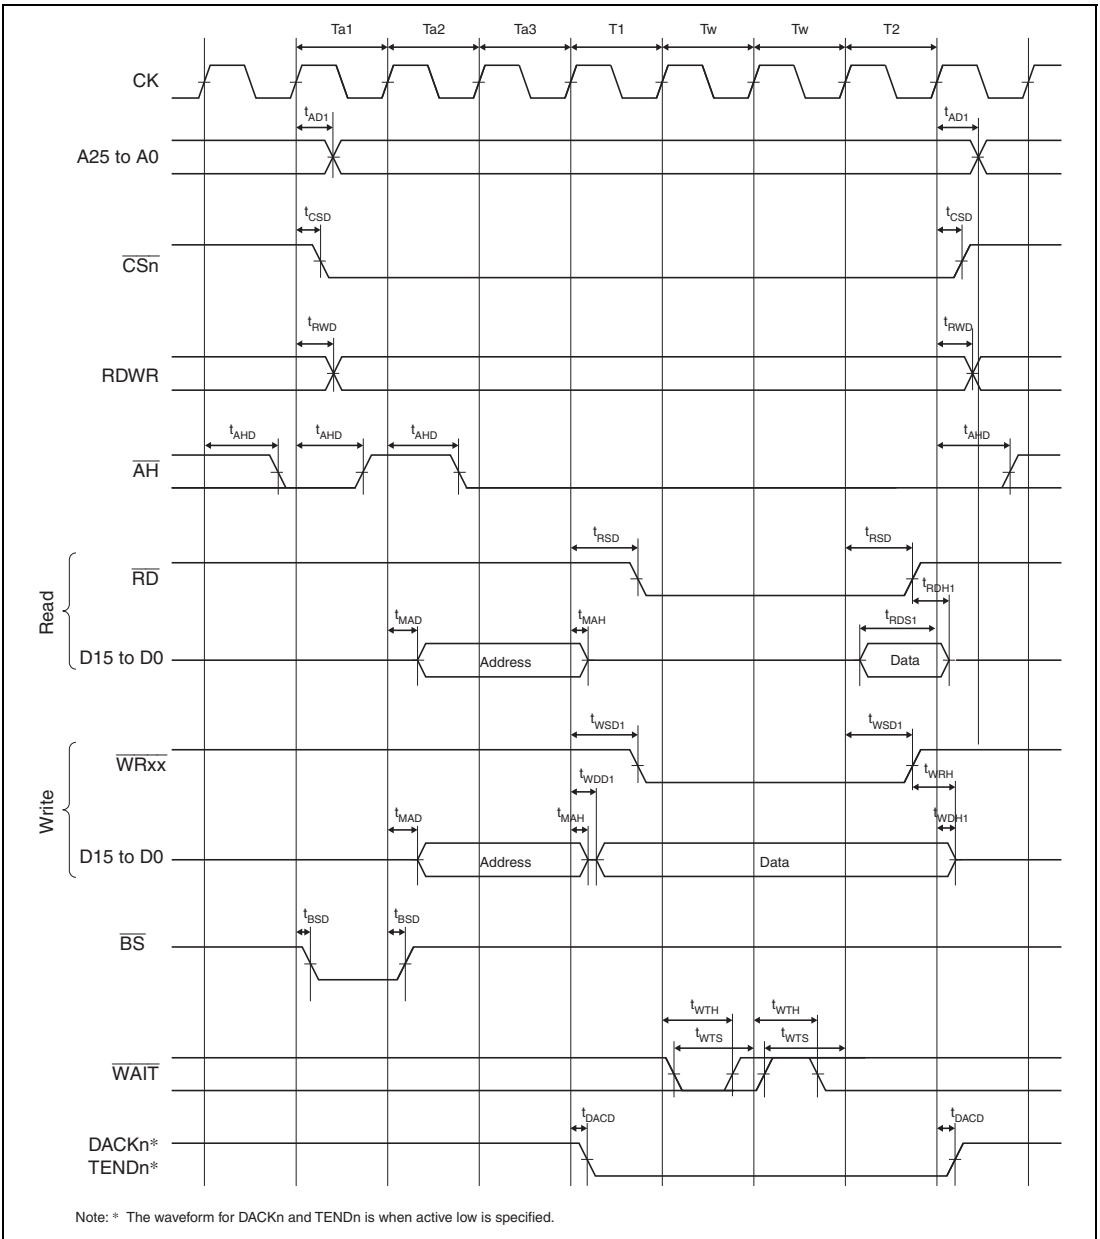 Ta1 Ta2 Ta3 T1 Tw Tw T2
CK
tAD1 tAD1
A25 to A0
tCSD tCSD
CSn
tRWD tRWD
RDWR
tAHD tAHD tAHD tAHD
AH
Read
tRSD tRSD
RD
tRDH1
tMAD tMAH tRDS1
D15 to D0 Address Data
Write
tWSD1 tWSD1
WRxx
tWDD1 tWRH
tMAD tMAH tWDH1
D15 to D0 Address Data
tBSD tBSD
BS
tWTH tWTH
tWTS tWTS
WAIT
tDACD tDACD
DACKn*
TENDn*
Note: * The waveform for DACKn and TENDn is when active low is specified.